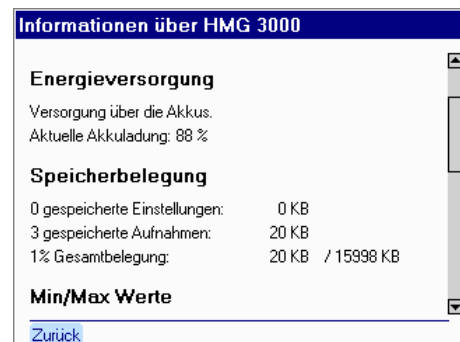 Informationen über HMG 3000
Energieversorgung
Versorgung über die Akkus.
Aktuelle Akkuladung: 88 %
Speicherbelegung
0 gespeicherte Einstellungen: 0 KB
3 gespeicherte Aufnahmen: 20 KB
1% Gesamtbelegung: 20 KB / 15998 KB
Min/Max Werte
Zurück